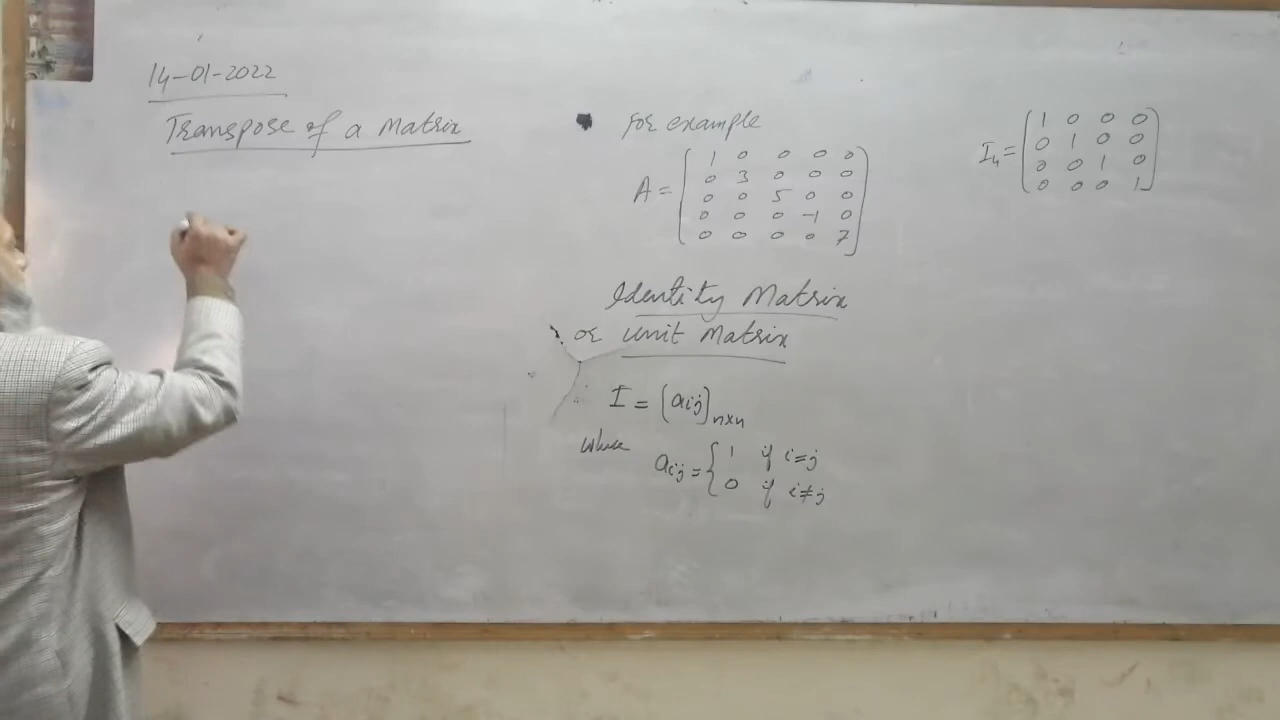 14-01-2022
Transpose of a Matrix
For example
A = [1 0 0 0 0
0 3 0 0 0
0 0 5 0 0
0 0 0 -1 0
0 0 0 0 7]
Identity Matrix
or unit Matrix
I = [aij]n×n
where
aij = { 1 if i=j
0 if i≠j
I4 = [1 0 0 0
0 1 0 0
0 0 1 0
0 0 0 1]